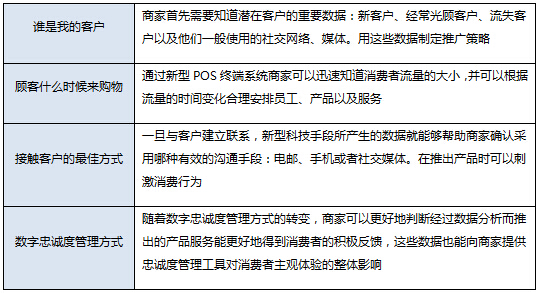 谁是我的客户
商家首先需要知道潜在客户的重要数据：新客户、经常光顾客户、流失客
户以及他们一般使用的社交网络、媒体。用这些数据制定推广策略
顾客什么时候来购物
通过新型 POS 终端系统商家可以迅速知道消费者流量的大小，并可以根据
流量的时间变化合理安排员工、产品以及服务
接触客户的最佳方式
一旦与客户建立联系，新型科技手段所产生的数据就能够帮助商家确认采
用哪种有效的沟通手段：电邮、手机或者社交媒体。在推出产品时可以刺
激消费行为
数字忠诚度管理方式
随着数字忠诚度管理方式的转变，商家可以更好地判断经过数据分析而推
出的产品服务能更好地得到消费者的积极反馈，这些数据也能向商家提供
忠诚度管理工具对消费者主观体验的整体影响